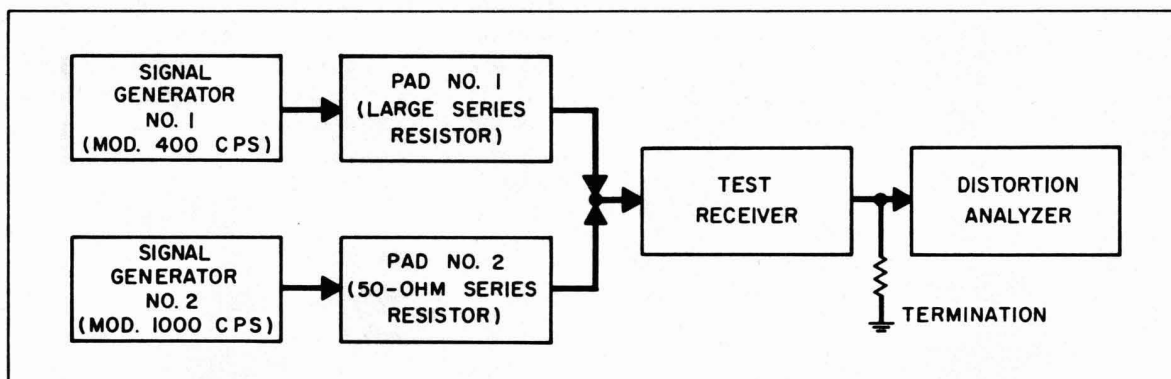 SIGNAL
GENERATOR
NO. 1
(MOD. 400 CPS)
PAD NO. 1
(LARGE SERIES
RESISTOR)
SIGNAL
GENERATOR
NO. 2
(MOD. 1000 CPS)
PAD NO. 2
(50-OHM SERIES
RESISTOR)
TEST
RECEIVER
DISTORTION
ANALYZER
TERMINATION